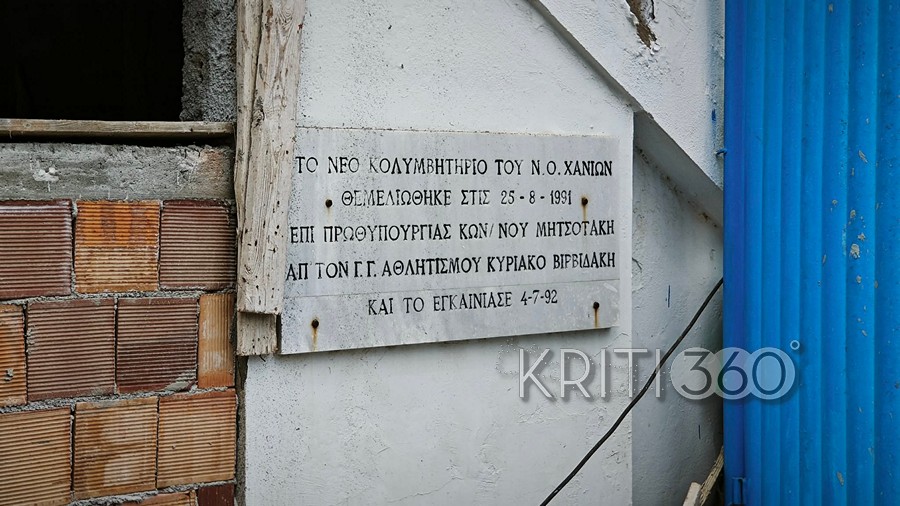 ΤΟ ΝΕΟ ΚΟΛΥΜΒΗΤΗΡΙΟ ΤΟΥ Ν.Ο.ΧΑΝΙΩΝ
ΘΕΜΕΛΙΩΘΗΚΕ ΣΤΙΣ 25-8-1991
ΕΠΙ ΠΡΩΘΥΠΟΥΡΓΙΑΣ ΚΩΝ/ΝΟΥ ΜΗΤΣΟΤΑΚΗ
ΑΠ'ΤΟΝ Γ.Γ. ΑΘΛΗΤΙΣΜΟΥ ΚΥΡΙΑΚΟ ΒΙΡΒΙΔΑΚΗ
ΚΑΙ ΤΟ ΕΓΚΑΙΝΙΑΣΕ 4-7-92
KRITI360°